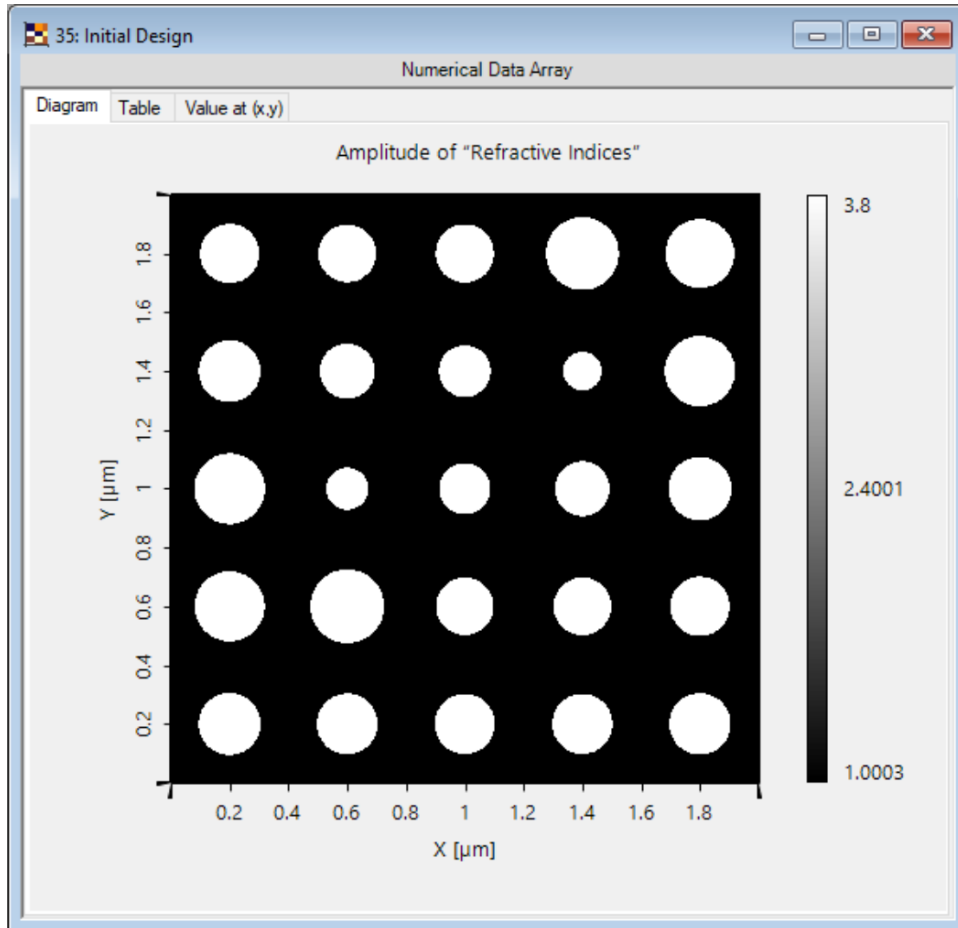 35: Initial Design
Numerical Data Array
Diagram Table Value at (x,y)
Amplitude of “Refractive Indices”
3.8
2.4001
1.0003
Y [µm]
1.8
1.6
1.4
1.2
1
0.8
0.6
0.4
0.2
0.2 0.4 0.6 0.8 1 1.2 1.4 1.6 1.8
X [µm]